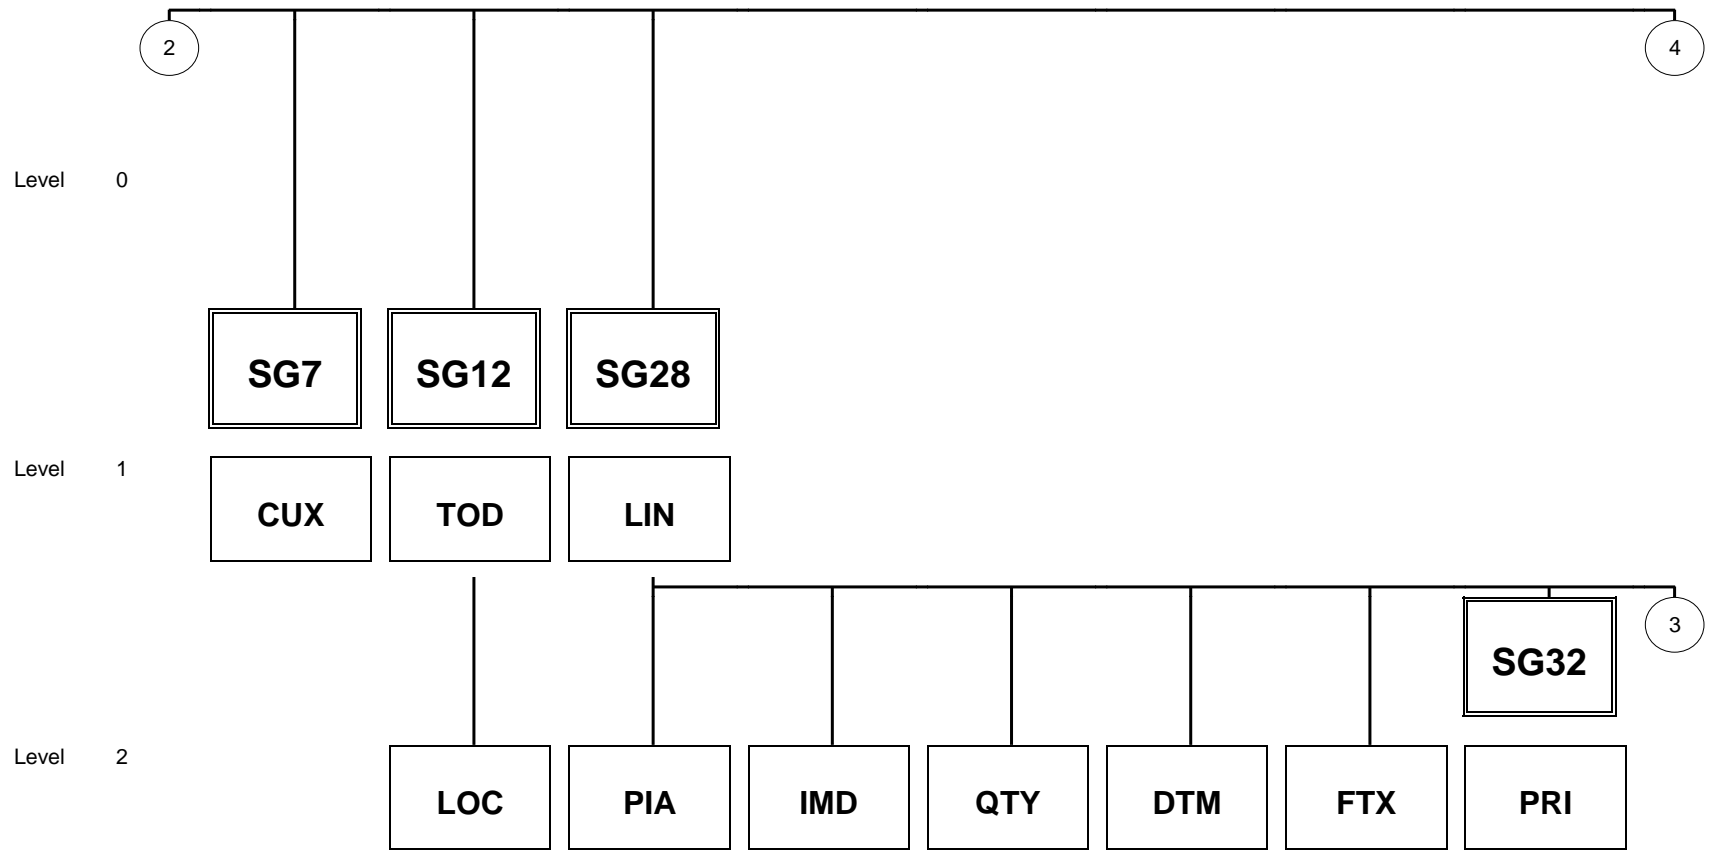 2 4
Level 0
SG7 SG12 SG28
Level 1
CUX TOD LIN
3
SG32
Level 2
LOC PIA IMD QTY DTM FTX PRI